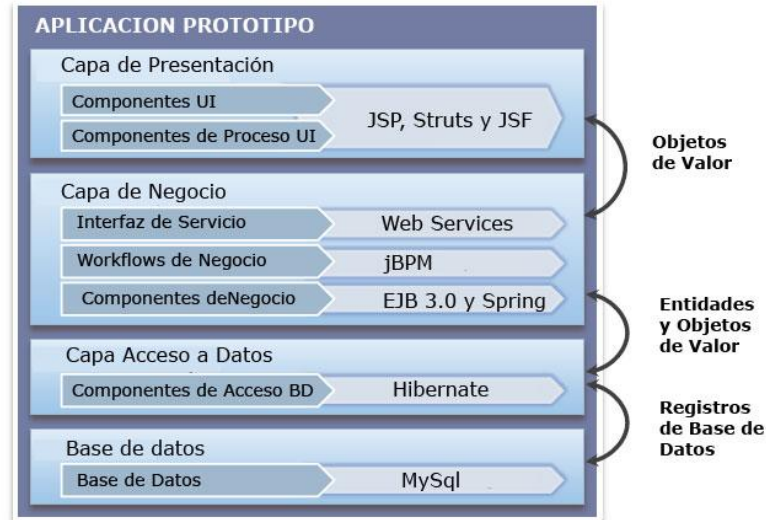 APLICACION PROTOTIPO
Capa de Presentación
Componentes UI
Componentes de Proceso UI
JSP, Struts y JSF
Objetos
de Valor
Capa de Negocio
Interfaz de Servicio
Web Services
Workflows de Negocio
jBPM
Componentes deNegocio
EJB 3.0 y Spring
Entidades
y Objetos
de Valor
Capa Acceso a Datos
Componentes de Acceso BD
Hibernate
Registros
de Base de
Datos
Base de datos
Base de Datos
MySql